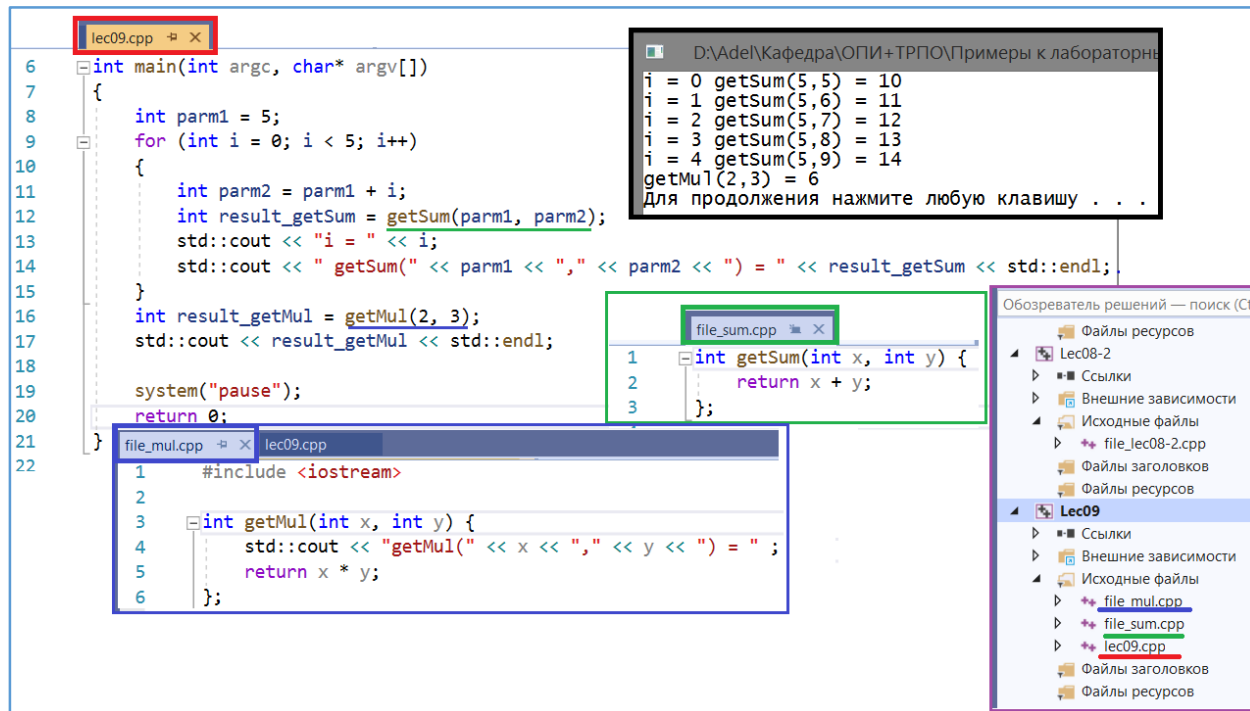 lec09.cpp
6 int main(int argc, char* argv[])
7 {
8 int parm1 = 5;
9 for (int i = 0; i < 5; i++)
10 {
11 int parm2 = parm1 + i;
12 int result_getSum = getSum(parm1, parm2);
13 std::cout << "i = " << i;
14 std::cout << " getSum(" << parm1 << "," << parm2 << ") = " << result_getSum << std::endl;
15 }
16 int result_getMul = getMul(2, 3);
17 std::cout << result_getMul << std::endl;
18
19 system("pause");
20 return 0;
21 }
22
D:\Adel\Кафедра\ОПИ+ТРПО\Примеры к лабораторны
i = 0 getSum(5,5) = 10
i = 1 getSum(5,6) = 11
i = 2 getSum(5,7) = 12
i = 3 getSum(5,8) = 13
i = 4 getSum(5,9) = 14
getMul(2,3) = 6
Для продолжения нажмите любую клавишу . . .
file_sum.cpp
1 int getSum(int x, int y) {
2 return x + y;
3 };
file_mul.cpp lec09.cpp
1 #include <iostream>
2
3 int getMul(int x, int y) {
4 std::cout << "getMul(" << x << "," << y << ") = " ;
5 return x * y;
6 };
Обозреватель решений — поиск (Ct
Файлы ресурсов
Lec08-2
Ссылки
Внешние зависимости
Исходные файлы
file_lec08-2.cpp
Файлы заголовков
Файлы ресурсов
Lec09
Ссылки
Внешние зависимости
Исходные файлы
file_mul.cpp
file_sum.cpp
lec09.cpp
Файлы заголовков
Файлы ресурсов